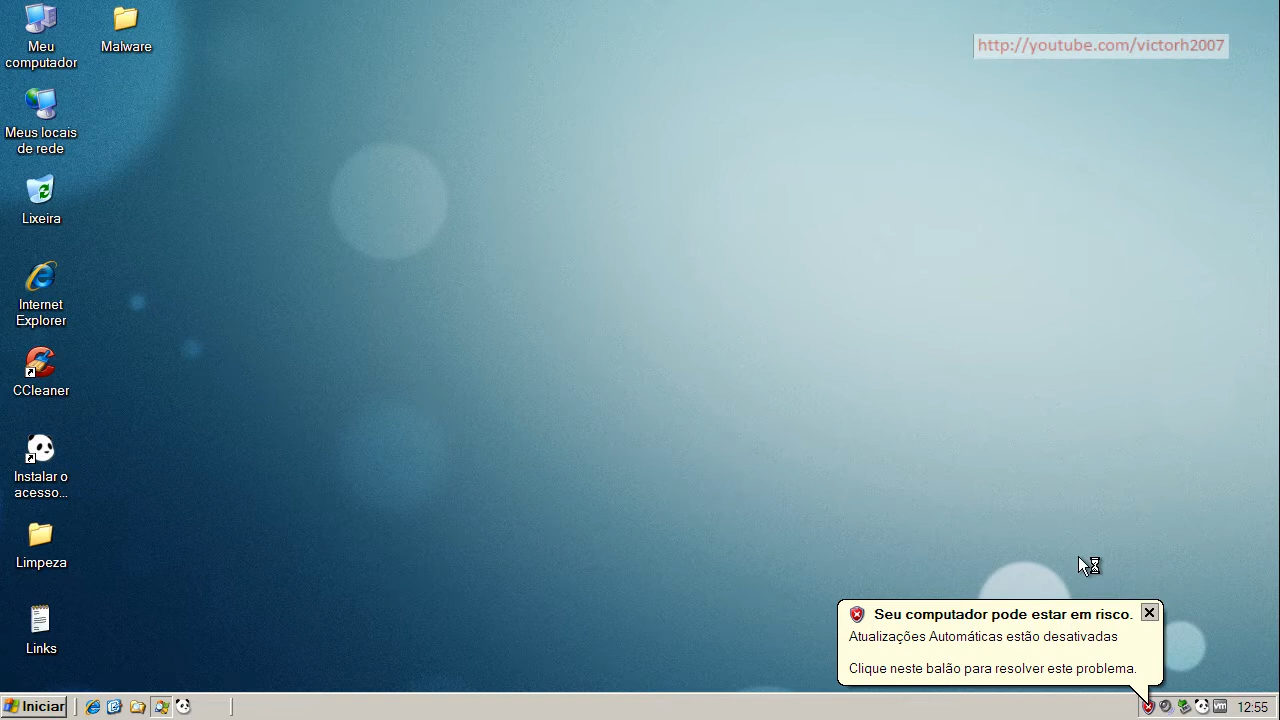 Meu
computador
Malware
http://youtube.com/victorh2007
Meus locais
de rede
Lixeira
Internet
Explorer
CCleaner
Instalar o
acesso...
Limpeza
Links
Seu computador pode estar em risco.
Atualizações Automáticas estão desativadas
Clique neste balão para resolver este problema.
Iniciar
vm
12:55